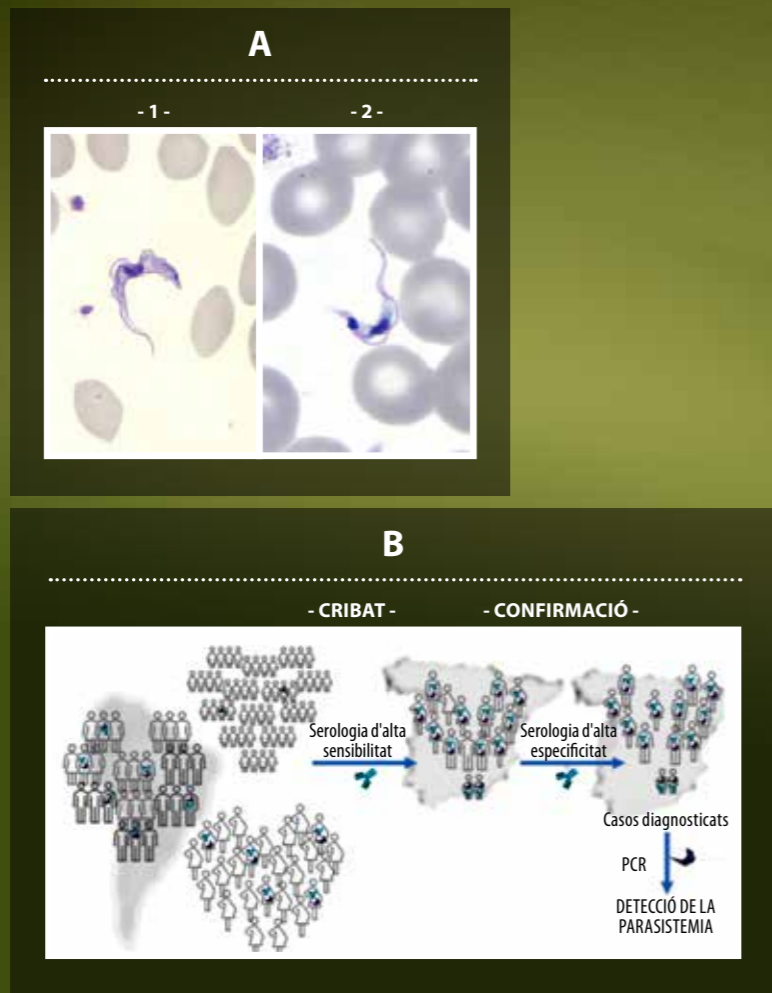 A
- 1 -
- 2 -
B
- CRIBAT -
- CONFIRMACIÓ -
Serologia d'alta
sensibilitat
Serologia d'alta
especificitat
Casos diagnosticats
PCR
DETECCIÓ DE LA
PARASISTEMIA